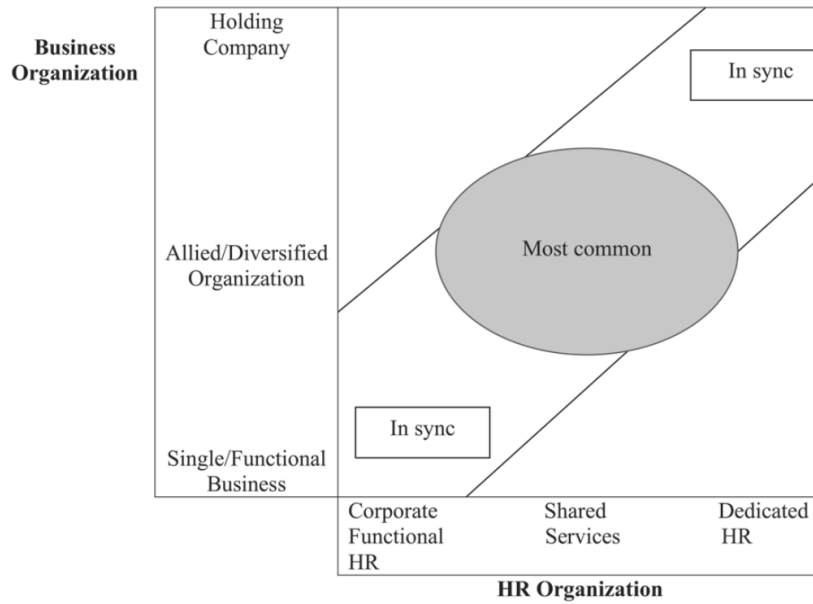 Business
Organization
Holding
Company
In sync
Most common
Allied/Diversified
Organization
In sync
Single/Functional
Business
Corporate
Functional
HR
Shared
Services
Dedicated
HR
HR Organization